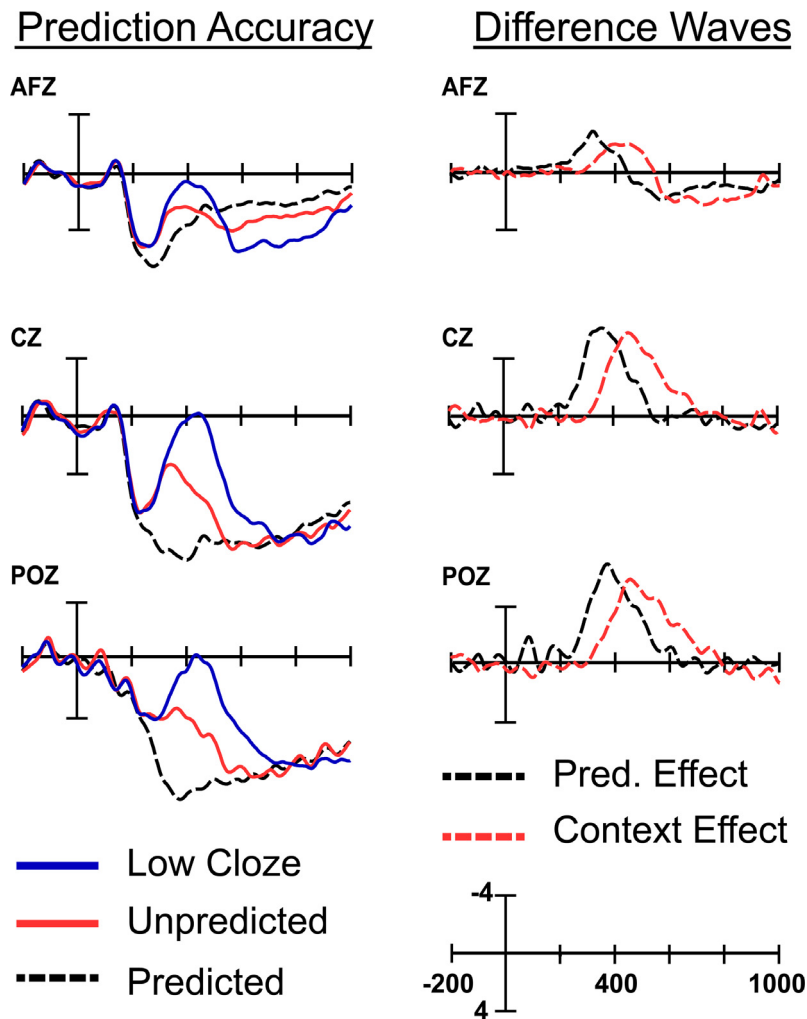 Prediction Accuracy
Difference Waves
AFZ
AFZ
CZ
CZ
POZ
POZ
Pred. Effect
Context Effect
Low Cloze
Unpredicted
Predicted
-4
-200
400
1000
4